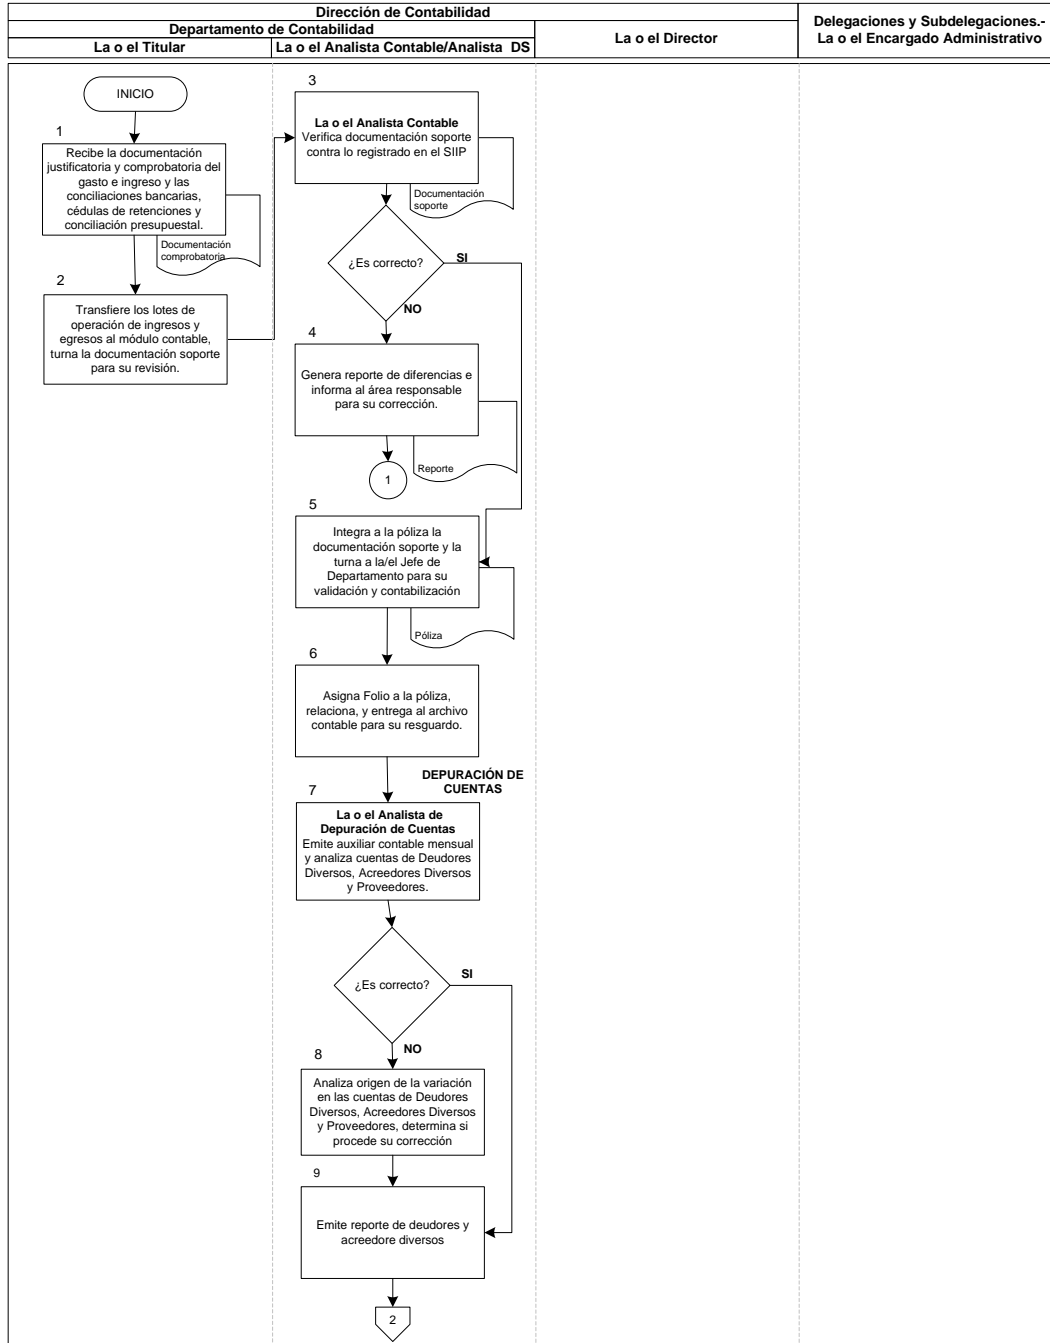 Dirección de Contabilidad
Departamento de Contabilidad
La o el Titular
La o el Analista Contable/Analista DS
La o el Director
Delegaciones y Subdelegaciones.-
La o el Encargado Administrativo
INICIO
1
Recibe la documentación
justificatoria y comprobatoria del
gasto e ingreso y las
conciliaciones bancarias,
cédulas de retenciones y
conciliación presupuestal.
Documentación
comprobatoria
2
Transfiere los lotes de
operación de ingresos y
egresos al módulo contable,
turna la documentación soporte
para su revisión.
3
La o el Analista Contable
Verifica documentación soporte
contra lo registrado en el SIIP
Documentación
soporte
¿Es correcto?
SI
NO
4
Genera reporte de diferencias e
informa al área responsable
para su corrección.
Reporte
1
5
Integra a la póliza la
documentación soporte y la
turna a la/el Jefe de
Departamento para su
validación y contabilización
Póliza
6
Asigna Folio a la póliza,
relaciona, y entrega al archivo
contable para su resguardo.
DEPURACIÓN DE
CUENTAS
7
La o el Analista de
Depuración de Cuentas
Emite auxiliar contable mensual
y analiza cuentas de Deudores
Diversos, Acreedores Diversos
y Proveedores.
¿Es correcto?
SI
NO
8
Analiza origen de la variación
en las cuentas de Deudores
Diversos, Acreedores Diversos
y Proveedores, determina si
procede su corrección
9
Emite reporte de deudores y
acreedore diversos
2